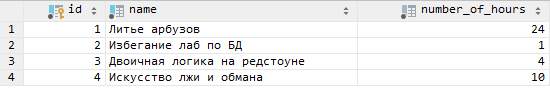 id name number_of_hours
1 1 Литье арбузов 24
2 2 Избегание лаб по БД 1
3 3 Двоичная логика на редстоуне 4
4 4 Искусство лжи и обмана 10